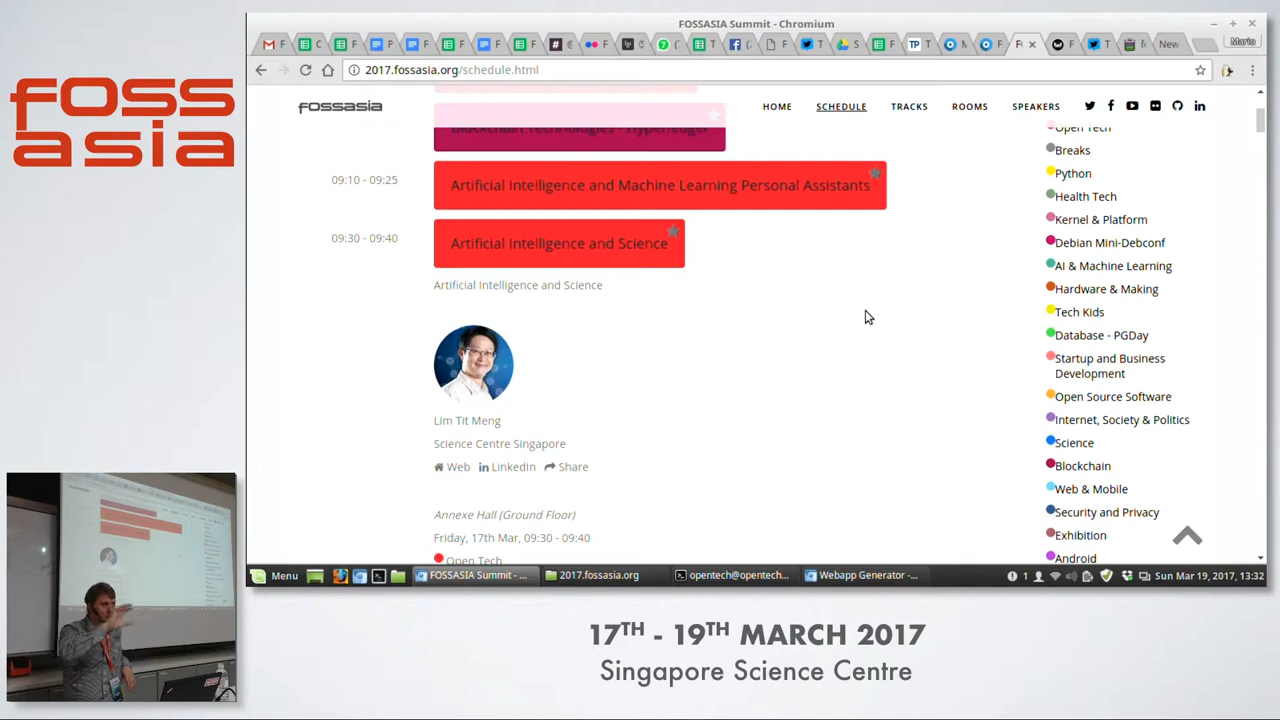 foss
asia
FOSSASIA Summit - Chromium
Mario
New
2017.fossasia.org/schedule.html
fossasia
HOME
SCHEDULE
TRACKS
ROOMS
SPEAKERS
Blockchain Technologies - Hyperledger
09:10 - 09:25
Artificial Intelligence and Machine Learning Personal Assistants
09:30 - 09:40
Artificial Intelligence and Science
Artificial Intelligence and Science
Lim Tit Meng
Science Centre Singapore
Web LinkedIn Share
Annexe Hall (Ground Floor)
Friday, 17th Mar, 09:30 - 09:40
Open Tech
Open Tech
Breaks
Python
Health Tech
Kernel & Platform
Debian Mini-Debconf
AI & Machine Learning
Hardware & Making
Tech Kids
Database - PGDay
Startup and Business
Development
Open Source Software
Internet, Society & Politics
Science
Blockchain
Web & Mobile
Security and Privacy
Exhibition
Android
Menu
FOSSASIA Summit - ...
2017.fossasia.org
opentech@opentech...
Webapp Generator -...
1
Sun Mar 19, 2017, 13:32
17TH - 19TH MARCH 2017
Singapore Science Centre